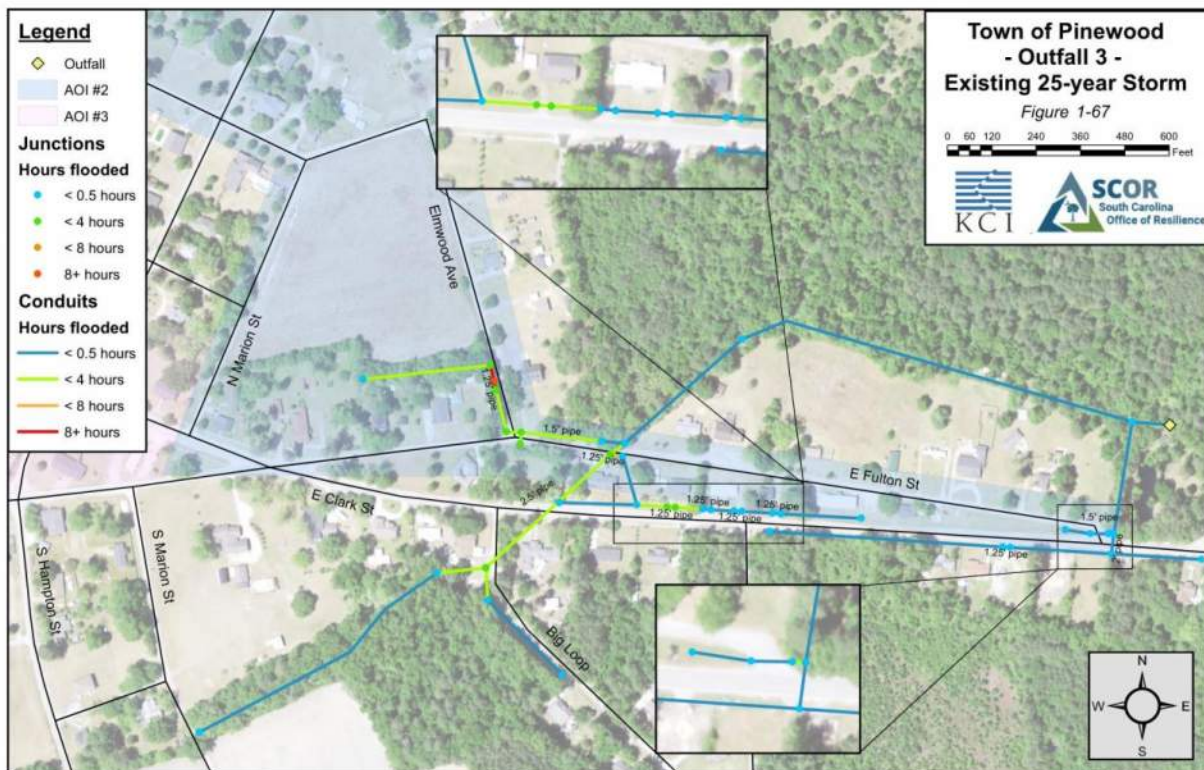 Legend
Outfall
AOI #2
AOI #3
Junctions
Hours flooded
< 0.5 hours
< 4 hours
< 8 hours
8+ hours
Conduits
Hours flooded
< 0.5 hours
< 4 hours
< 8 hours
8+ hours
Town of Pinewood
- Outfall 3 -
Existing 25-year Storm
Figure 1-67
0 60 120 240 360 480 600
Feet
KCI
SCOR
South Carolina
Office of Resilience
Elmwood Ave
N Marion St
1.25' pipe
1.5' pipe
1.25' pipe
2.5' pipe
E Fulton St
E Clark St
1.25' pipe
1.25' pipe
1.25' pipe
1.25' pipe
1.5' pipe
1.25' pipe
S Hampton St
S Marion St
Big Loop
N
W E
S